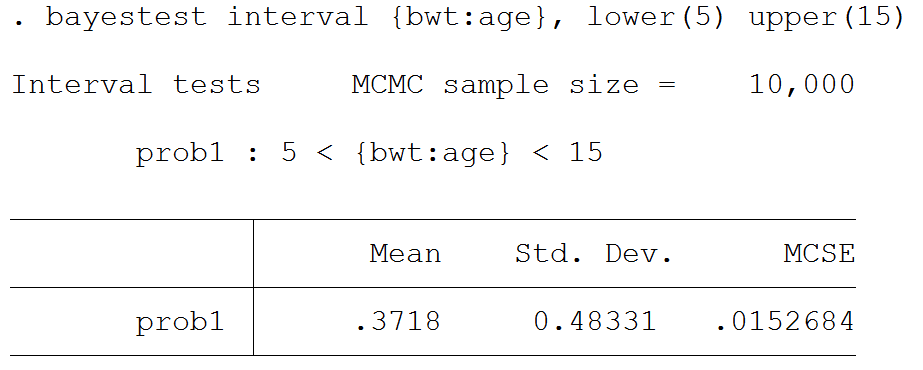 . bayestest interval {bwt:age}, lower(5) upper(15)
Interval tests MCMC sample size = 10,000
prob1 : 5 < {bwt:age} < 15
Mean Std. Dev. MCSE
prob1 .3718 0.48331 .0152684